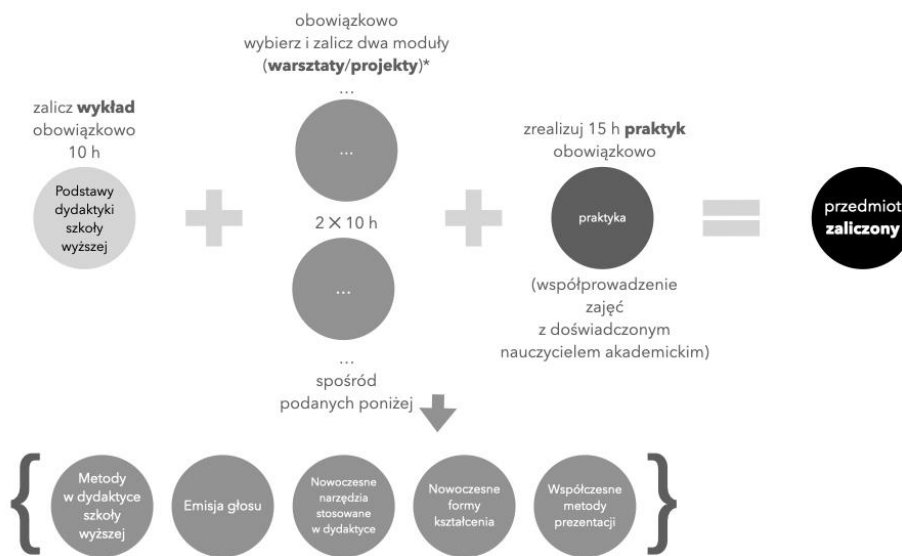 zalicz wykład
obowiązkowo
10 h
Podstawy
dydaktyki
szkoły
wyższej
obowiązkowo
wybierz i zalicz dwa moduły
(warsztaty/projekty)*
...
...
2 × 10 h
...
...
spośród
podanych poniżej
zrealizuj 15 h praktyk
obowiązkowo
praktyka
(współprowadzenie
zajęć
z doświadczonym
nauczycielem akademickim)
przedmiot
zaliczony
Metody
w dydaktyce
szkoły
wyższej
Emisja głosu
Nowoczesne
narzędzia
stosowane
w dydaktyce
Nowoczesne
formy
kształcenia
Współczesne
metody
prezentacji